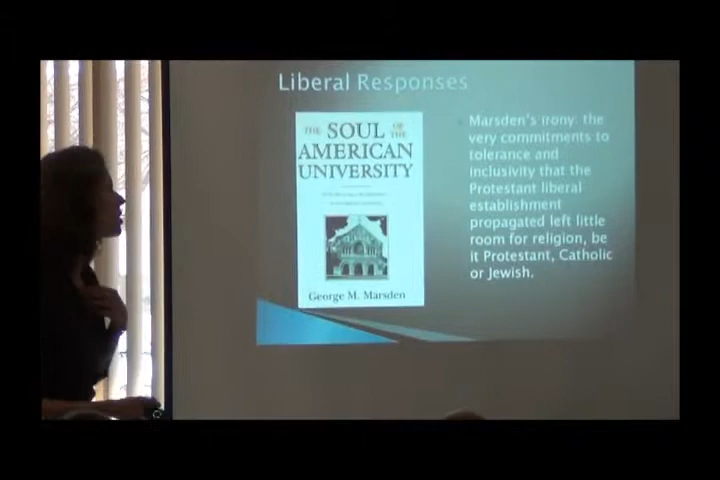 Liberal Responses
THE SOUL OF THE
AMERICAN
UNIVERSITY
George M. Marsden
Marsden's irony: the
very commitments to
tolerance and
inclusivity that the
Protestant liberal
establishment
propagated left little
room for religion, be
it Protestant, Catholic
or Jewish.